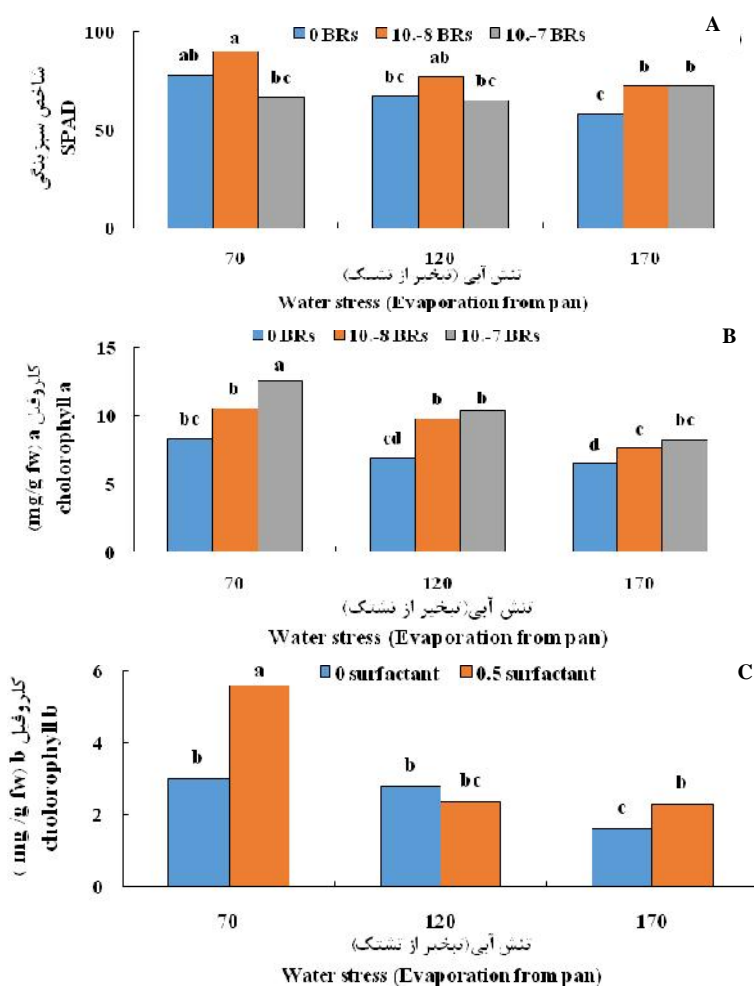 A
0 BRs 10.-8 BRs 10.-7 BRs
)
شاخص سبزینگی
SPAD
100
50
0
ab a bc
bc ab bc
c b b
70 120 170
تنش آبی (تبخیر از تشتک)
Water stress (Evaporation from pan)
B
0 BRs 10.-8 BRs 10.-7 BRs
کلروفیل a (mg/g fw)
cholorophyll a
15
10
5
0
bc b a
cd b b
d c bc
70 120 170
تنش آبی(تبخیر از تشتک)
Water stress (Evaporation from pan)
C
0 surfactant 0.5 surfactant
کلروفیل b (mg /g fw )
cholorophyll b
6
4
2
0
b a
b bc
c b
70 120 170
تنش آبی(تبخیر از تشتک)
Water stress (Evaporation from pan)